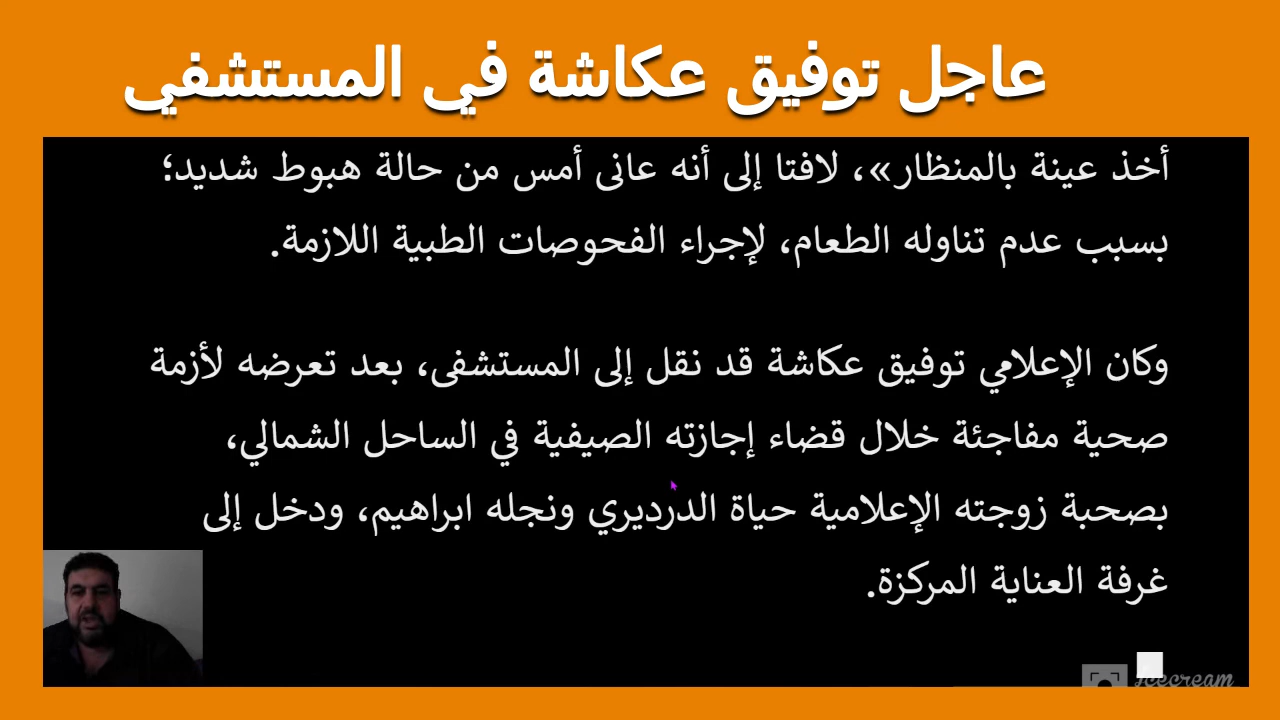 عاجل توفيق عكاشة في المستشفي
أخذ عينة بالمنظار»، لافتا إلى أنه عانى أمس من حالة هبوط شديد؛
بسبب عدم تناوله الطعام، لإجراء الفحوصات الطبية اللازمة.
وكان الإعلامي توفيق عكاشة قد نقل إلى المستشفى، بعد تعرضه لأزمة
صحية مفاجئة خلال قضاء إجازته الصيفية في الساحل الشمالي،
بصحبة زوجته الإعلامية حياة الدرديري ونجله ابراهيم، ودخل إلى
غرفة العناية المركزة.
Icecream